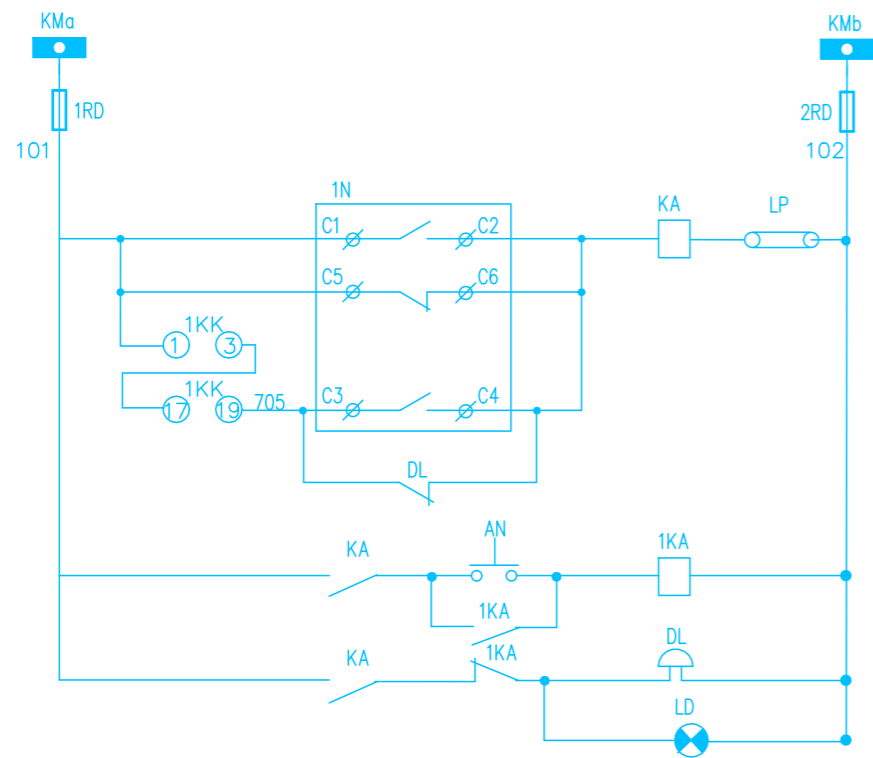 KMa
KMb
1RD
2RD
101
102
1N
C1
C2
KA
LP
C5
C6
1KK
1
3
1KK
17
19
705
C3
C4
DL
AN
KA
1KA
1KA
KA
1KA
DL
LD